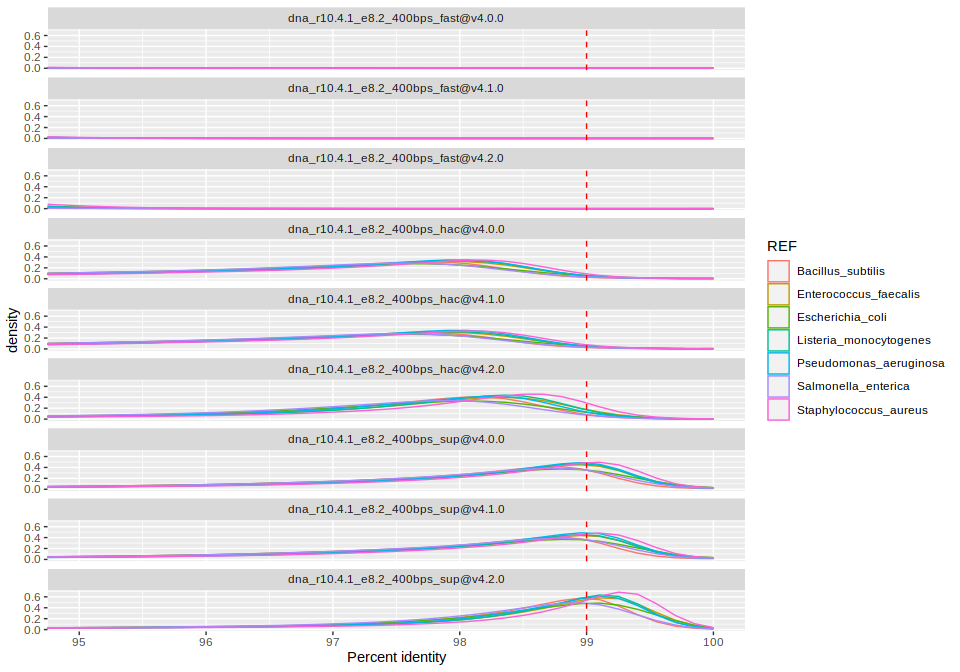 dna_r10.4.1_e8.2_400bps_fast@v4.0.0
0.6
0.4
0.2
0.0
dna_r10.4.1_e8.2_400bps_fast@v4.1.0
0.6
0.4
0.2
0.0
dna_r10.4.1_e8.2_400bps_fast@v4.2.0
0.6
0.4
0.2
0.0
dna_r10.4.1_e8.2_400bps_hac@v4.0.0
0.6
0.4
0.2
0.0
dna_r10.4.1_e8.2_400bps_hac@v4.1.0
0.6
0.4
0.2
0.0
dna_r10.4.1_e8.2_400bps_hac@v4.2.0
0.6
0.4
0.2
0.0
dna_r10.4.1_e8.2_400bps_sup@v4.0.0
0.6
0.4
0.2
0.0
dna_r10.4.1_e8.2_400bps_sup@v4.1.0
0.6
0.4
0.2
0.0
dna_r10.4.1_e8.2_400bps_sup@v4.2.0
0.6
0.4
0.2
0.0
95 96 97 98 99 100
Percent identity
density
REF
Bacillus_subtilis
Enterococcus_faecalis
Escherichia_coli
Listeria_monocytogenes
Pseudomonas_aeruginosa
Salmonella_enterica
Staphylococcus_aureus